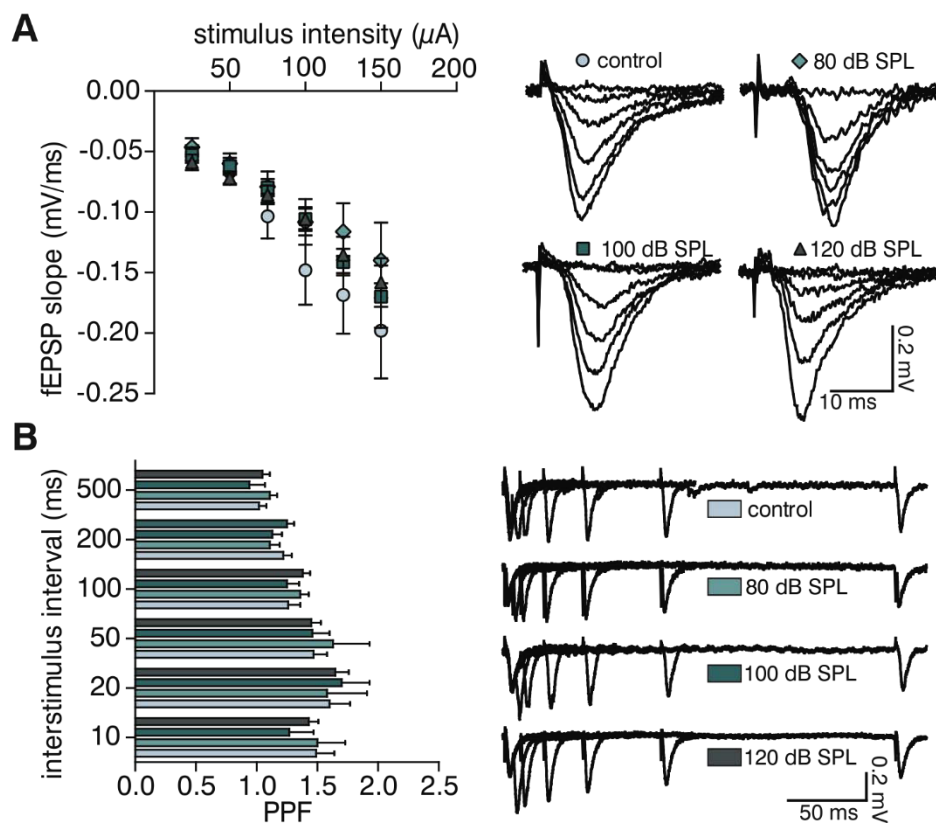 A
stimulus intensity (μA)
50 100 150 200
0.00
-0.05
-0.10
-0.15
-0.20
-0.25
fEPSP slope (mV/ms)
control
80 dB SPL
100 dB SPL
120 dB SPL
0.2 mV
10 ms
B
interstimulus interval (ms)
500
200
100
50
20
10
0.0 0.5 1.0 1.5 2.0 2.5
PPF
control
80 dB SPL
100 dB SPL
120 dB SPL
0.2 mV
50 ms